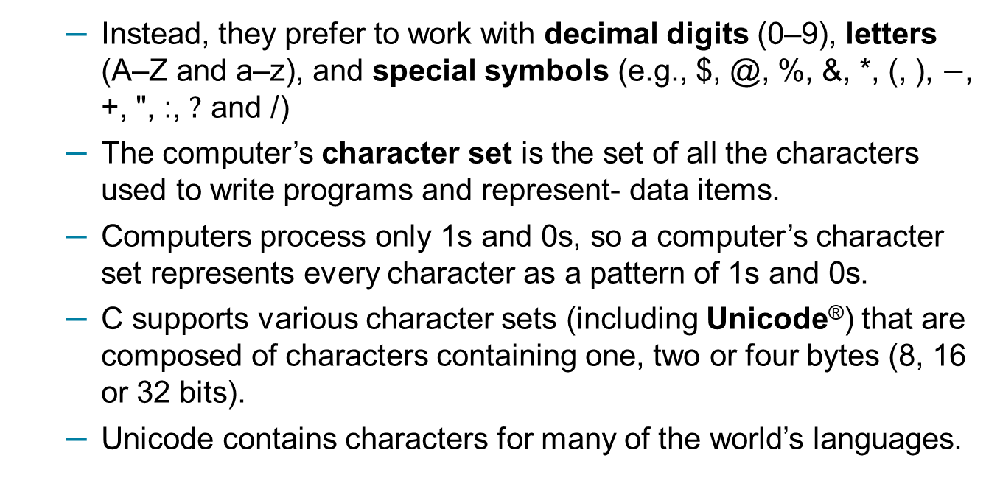 – Instead, they prefer to work with decimal digits (0–9), letters
(A–Z and a–z), and special symbols (e.g., $, @, %, &, *, (, ), –,
+, ", :, ? and /)
– The computer’s character set is the set of all the characters
used to write programs and represent- data items.
– Computers process only 1s and 0s, so a computer’s character
set represents every character as a pattern of 1s and 0s.
– C supports various character sets (including Unicode®) that are
composed of characters containing one, two or four bytes (8, 16
or 32 bits).
– Unicode contains characters for many of the world’s languages.